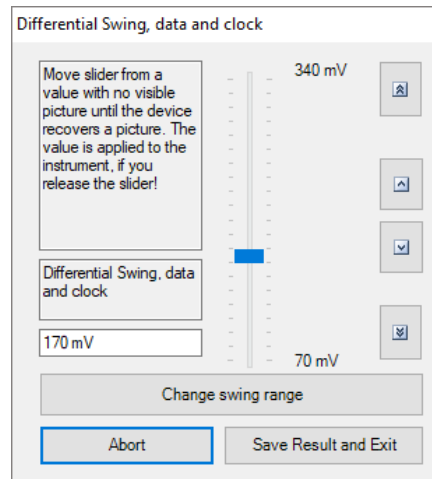 Differential Swing, data and clock
Move slider from a
value with no visible
picture until the device
recovers a picture. The
value is applied to the
instrument, if you
release the slider!
340 mV
Differential Swing, data
and clock
170 mV
70 mV
Change swing range
Abort
Save Result and Exit